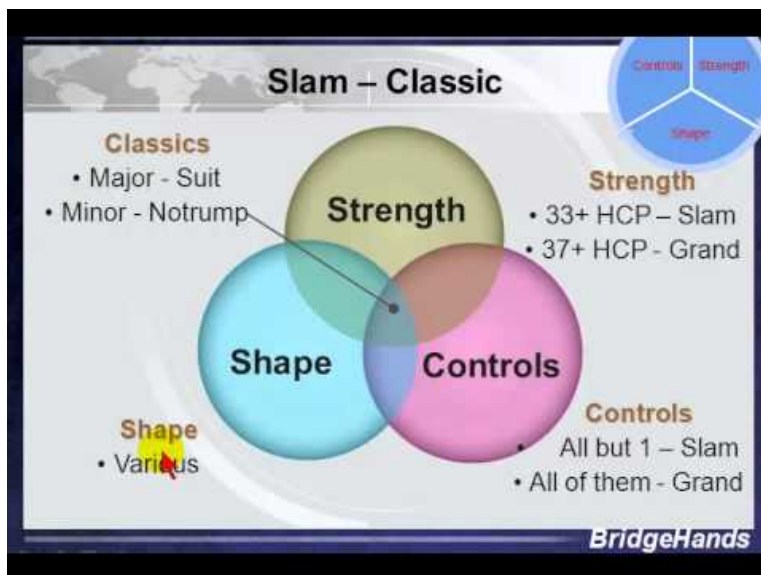 Slam – Classic
Controls
Strength
Shape
Classics
• Major - Suit
• Minor - Notrump
Strength
• 33+ HCP – Slam
• 37+ HCP - Grand
Strength
Shape
Controls
Shape
• Various
Controls
• All but 1 – Slam
• All of them - Grand
BridgeHands